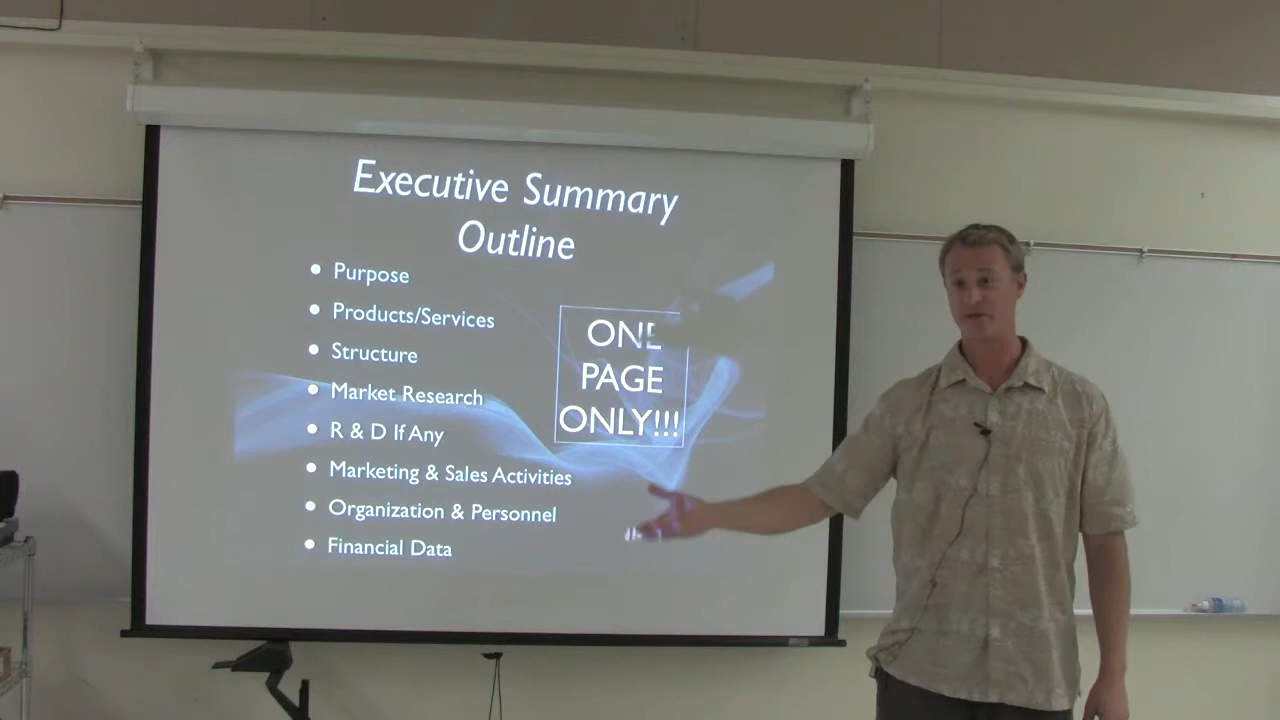 Executive Summary
Outline
• Purpose
• Products/Services
• Structure
• Market Research
• R & D If Any
• Marketing & Sales Activities
• Organization & Personnel
• Financial Data
ONE
PAGE
ONLY!!!